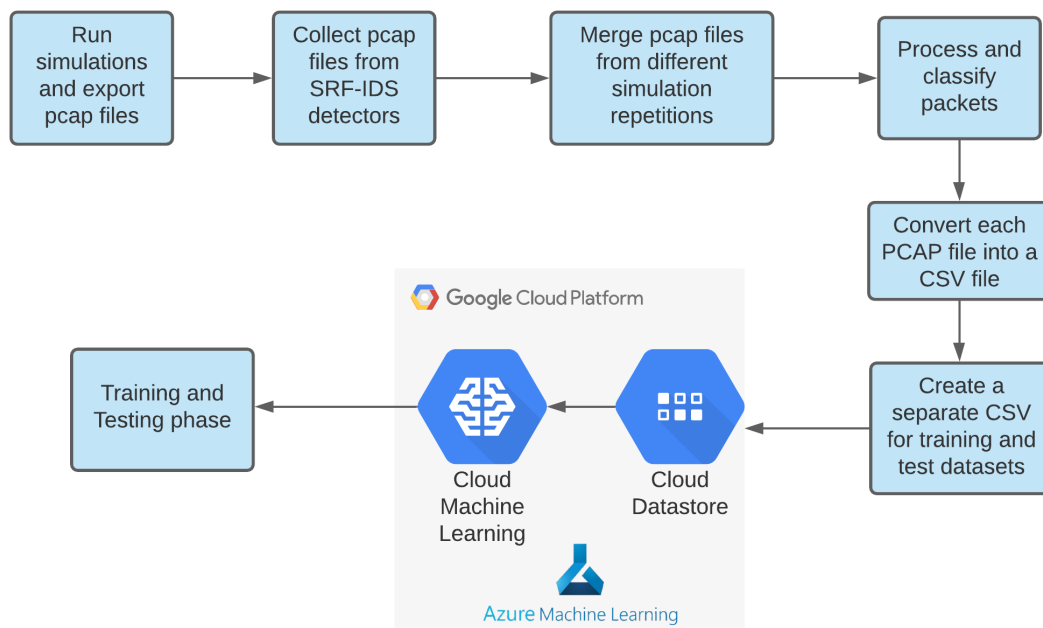 Run
simulations
and export
pcap files
Collect pcap
files from
SRF-IDS
detectors
Merge pcap files
from different
simulation
repetitions
Process and
classify
packets
Convert each
PCAP file into a
CSV file
Create a
separate CSV
for training and
test datasets
Google Cloud Platform
Cloud
Datastore
Cloud
Machine
Learning
Azure Machine Learning
Training and
Testing phase